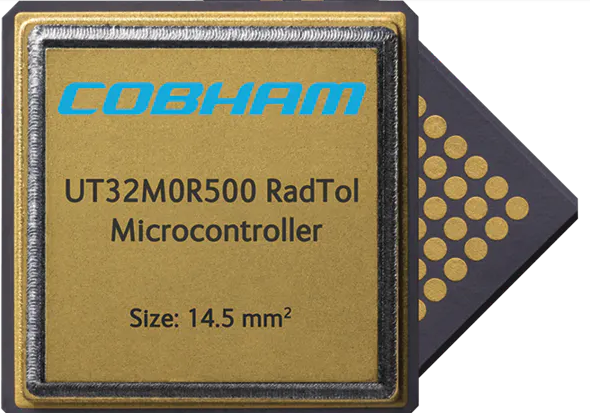 COBHAM
UT32M0R500 RadTol
Microcontroller
Size: 14.5 mm²